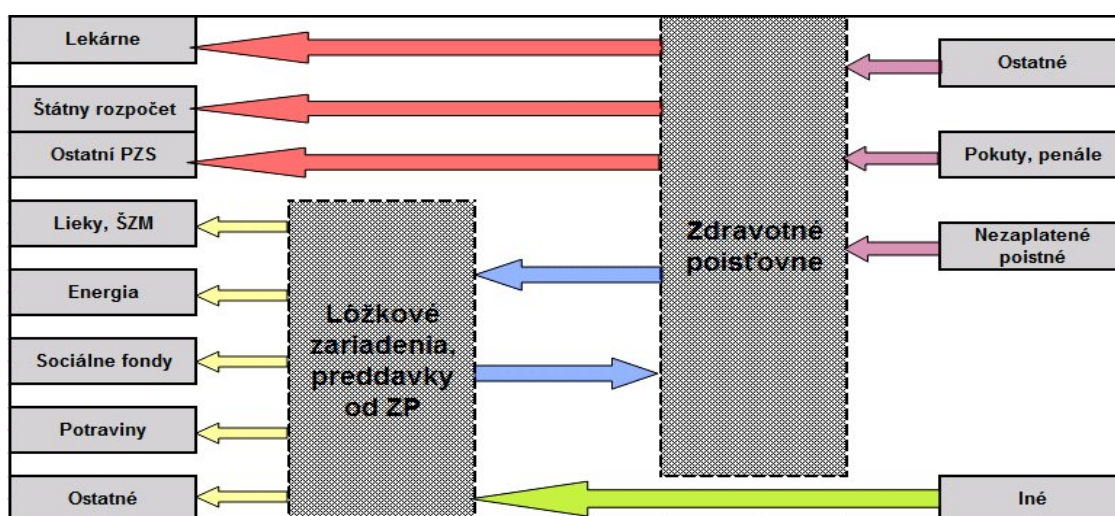 Lekárne
Štátny rozpočet
Ostatní PZS
Lieky, ŠZM
Energia
Sociálne fondy
Potraviny
Ostatné
Lôžkové
zariadenia,
preddavky
od ZP
Zdravotné
poisťovne
Ostatné
Pokuty, penále
Nezaplatené
poistné
Iné